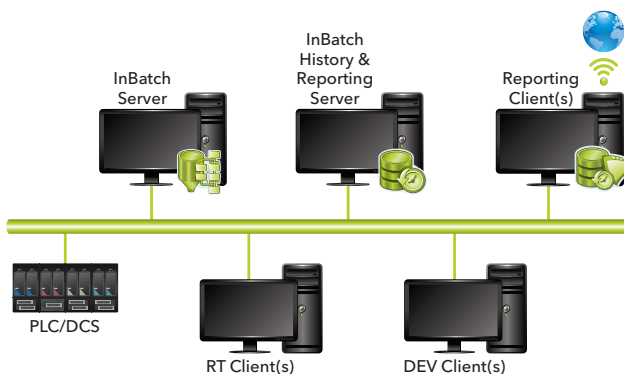 InBatch
Server
InBatch
History &
Reporting
Server
Reporting
Client(s)
PLC/DCS
RT Client(s)
DEV Client(s)